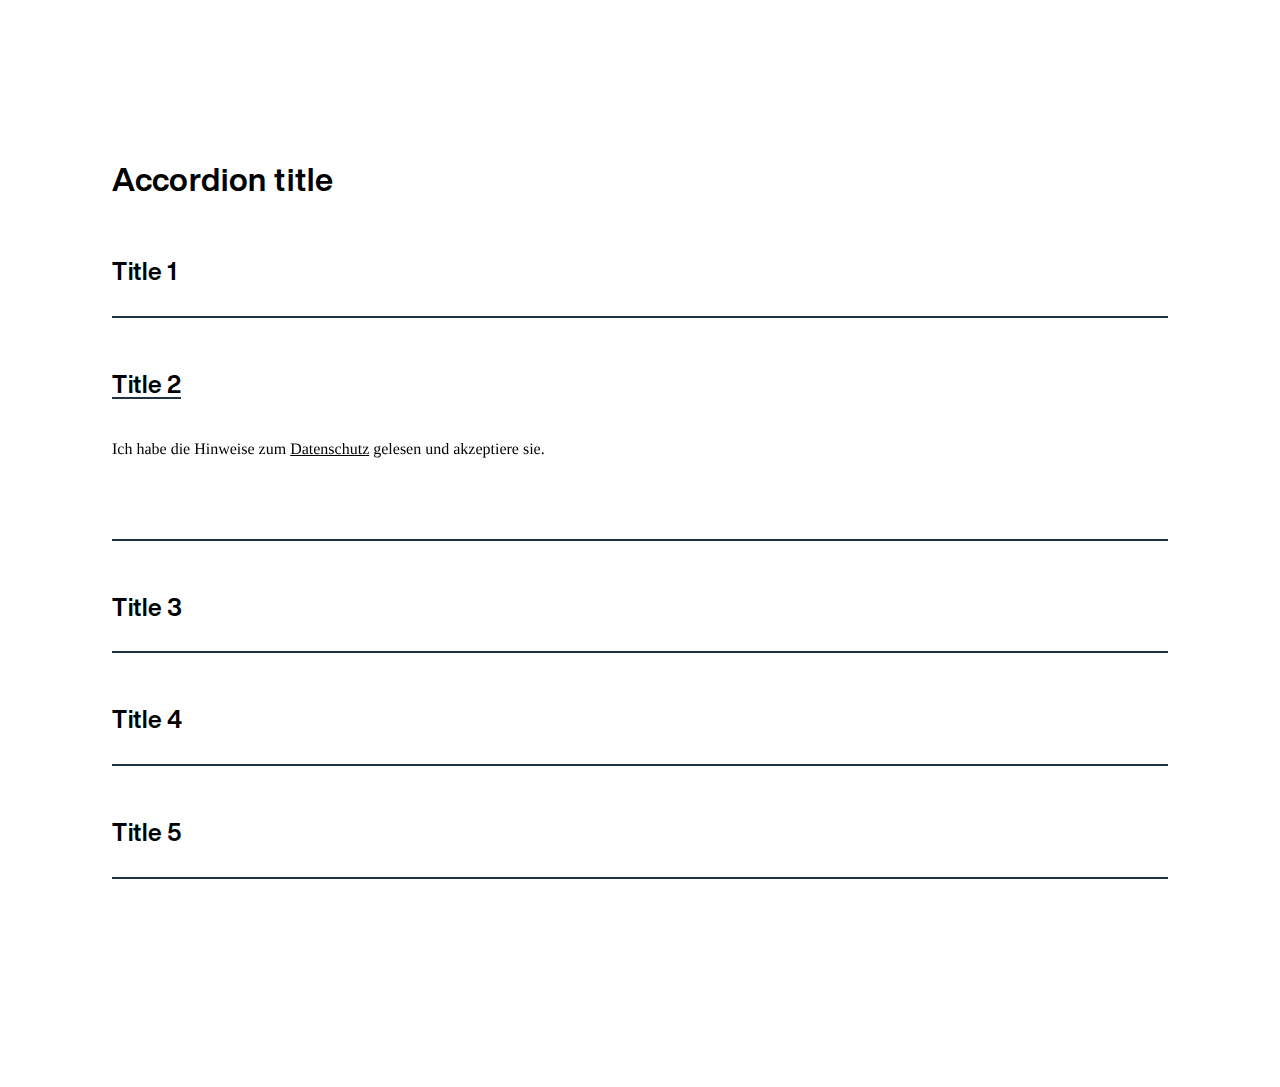 Accordion title
Title 1
Title 2
Ich habe die Hinweise zum Datenschutz gelesen und akzeptiere sie.
Title 3
Title 4
Title 5